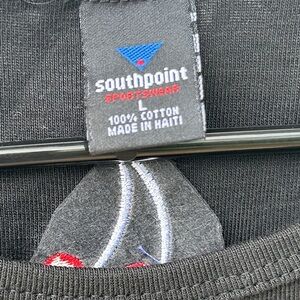 southpoint
SPORTSWEAR
L
100% COTTON
MADE IN HAITI